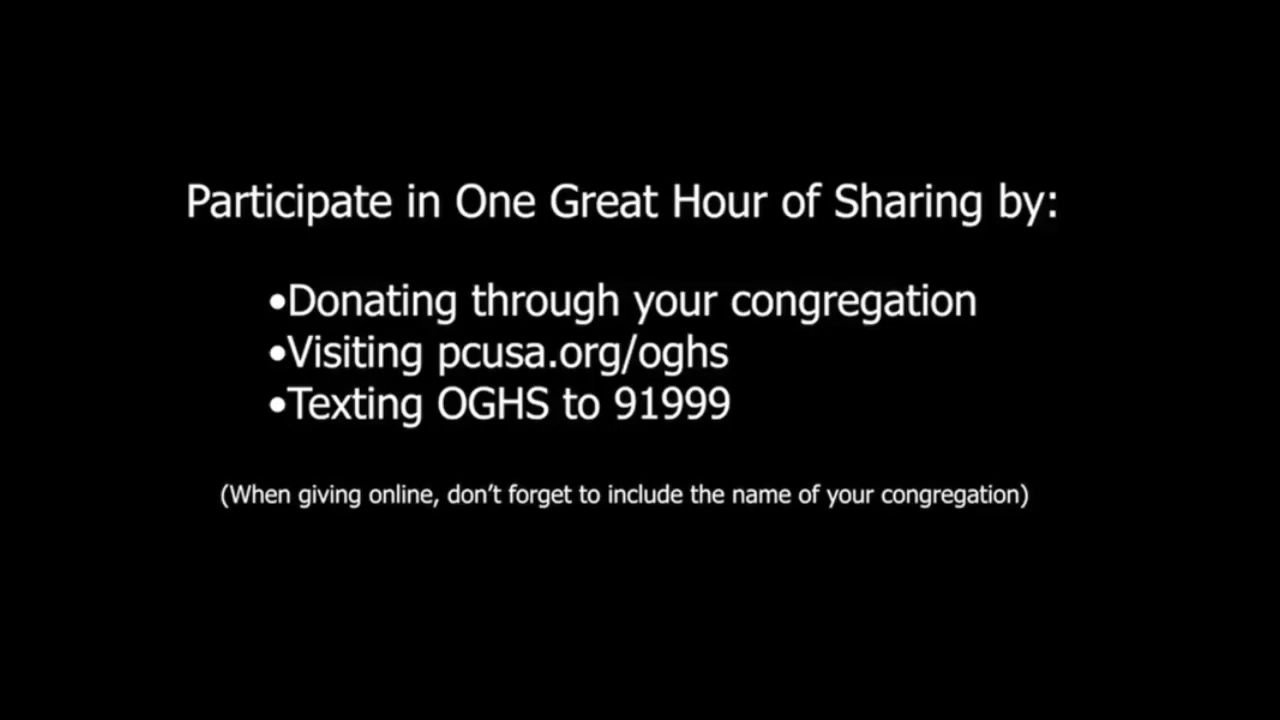 Participate in One Great Hour of Sharing by:
•Donating through your congregation
•Visiting pcusa.org/oghs
•Texting OGHS to 91999
(When giving online, don’t forget to include the name of your congregation)